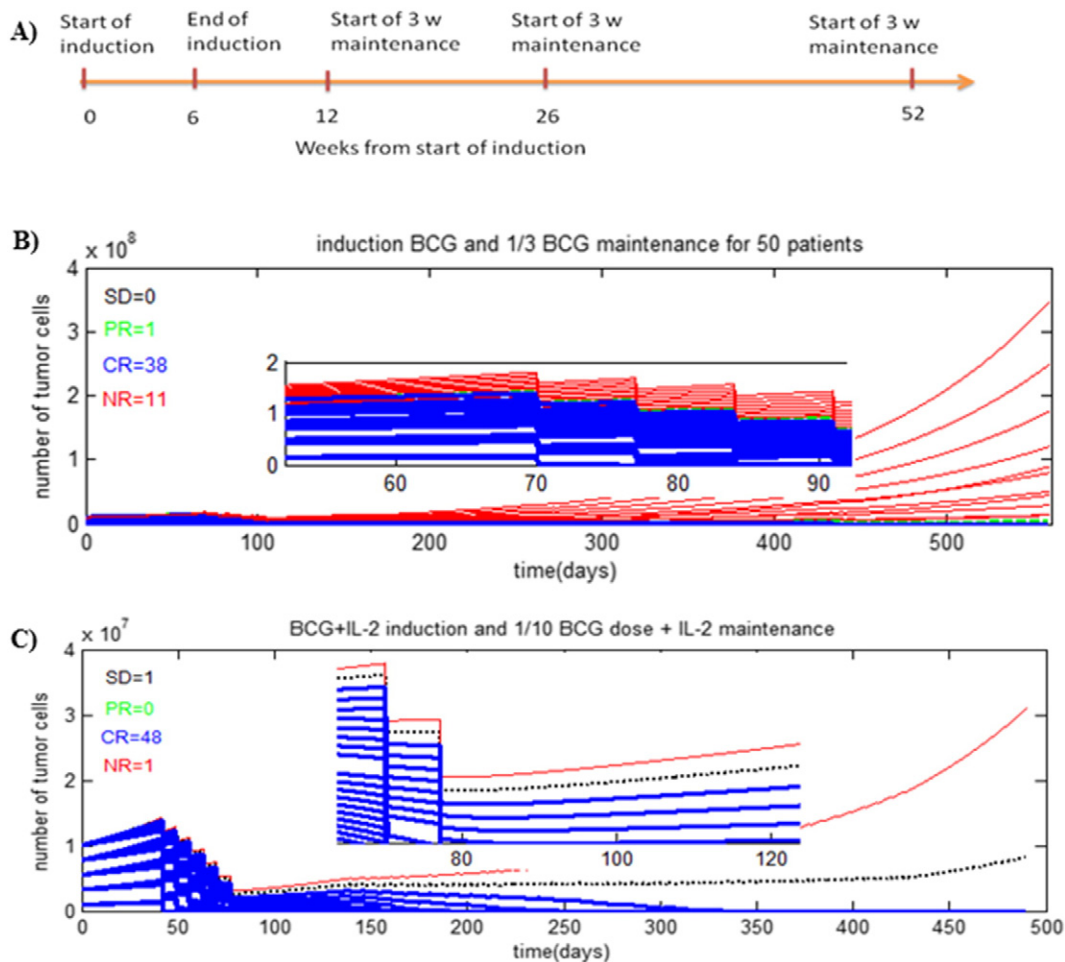 A)
Start of induction
End of induction
Start of 3 w maintenance
Start of 3 w maintenance
Start of 3 w maintenance
0 6 12 26 52
Weeks from start of induction
B)
induction BCG and 1/3 BCG maintenance for 50 patients
x 10^8
number of tumor cells
4
3
2
1
0
SD=0
PR=1
CR=38
NR=11
2
1
0
60 70 80 90
0 100 200 300 400 500
time(days)
C)
BCG+IL-2 induction and 1/10 BCG dose + IL-2 maintenance
x 10^7
number of tumor cells
4
3
2
1
0
SD=1
PR=0
CR=48
NR=1
80 100 120
0 50 100 150 200 250 300 350 400 450 500
time(days)